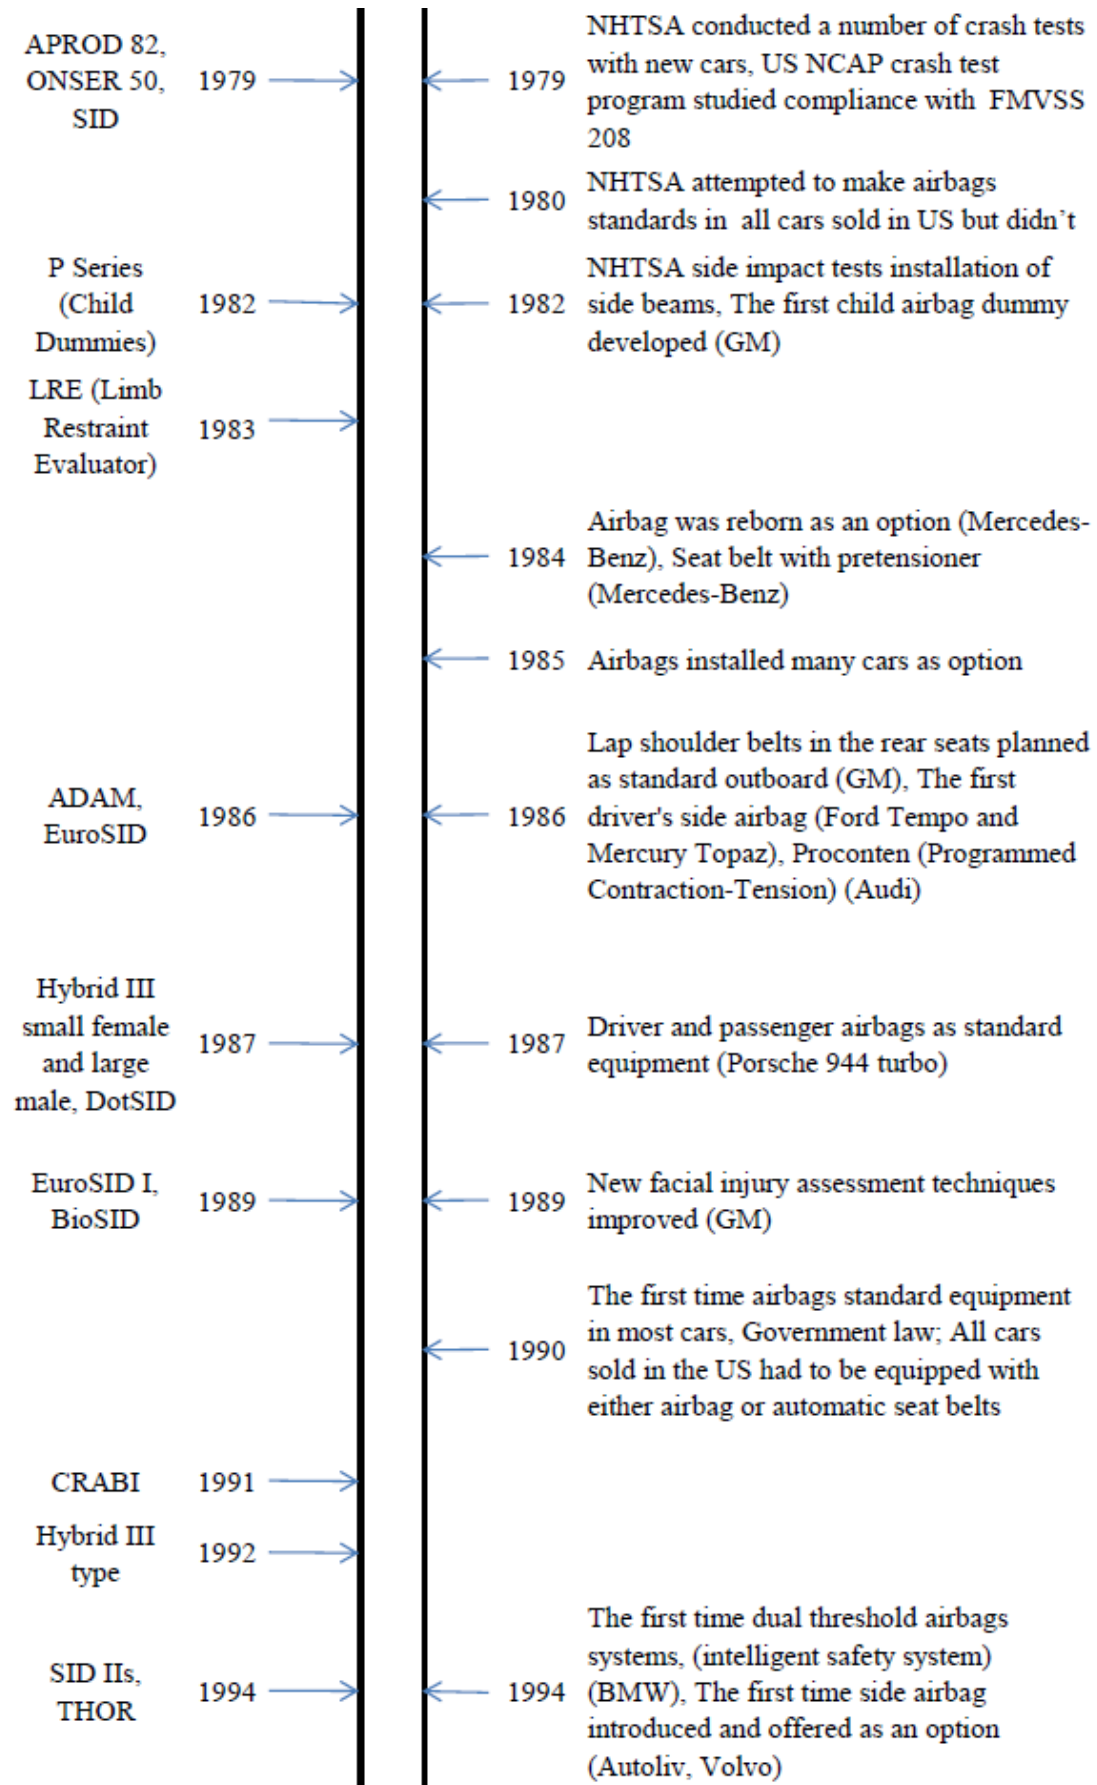 APROD 82,
ONSER 50,
SID
1979
1979
NHTSA conducted a number of crash tests
with new cars, US NCAP crash test
program studied compliance with FMVSS
208
1980
NHTSA attempted to make airbags
standards in all cars sold in US but didn’t
P Series
(Child
Dummies)
1982
1982
NHTSA side impact tests installation of
side beams, The first child airbag dummy
developed (GM)
LRE (Limb
Restraint
Evaluator)
1983
1984
Airbag was reborn as an option (Mercedes-
Benz), Seat belt with pretensioner
(Mercedes-Benz)
1985
Airbags installed many cars as option
ADAM,
EuroSID
1986
1986
Lap shoulder belts in the rear seats planned
as standard outboard (GM), The first
driver's side airbag (Ford Tempo and
Mercury Topaz), Proconten (Programmed
Contraction-Tension) (Audi)
Hybrid III
small female
and large
male, DotSID
1987
1987
Driver and passenger airbags as standard
equipment (Porsche 944 turbo)
EuroSID I,
BioSID
1989
1989
New facial injury assessment techniques
improved (GM)
1990
The first time airbags standard equipment
in most cars, Government law; All cars
sold in the US had to be equipped with
either airbag or automatic seat belts
CRABI
1991
Hybrid III
type
1992
SID IIs,
THOR
1994
1994
The first time dual threshold airbags
systems, (intelligent safety system)
(BMW), The first time side airbag
introduced and offered as an option
(Autoliv, Volvo)